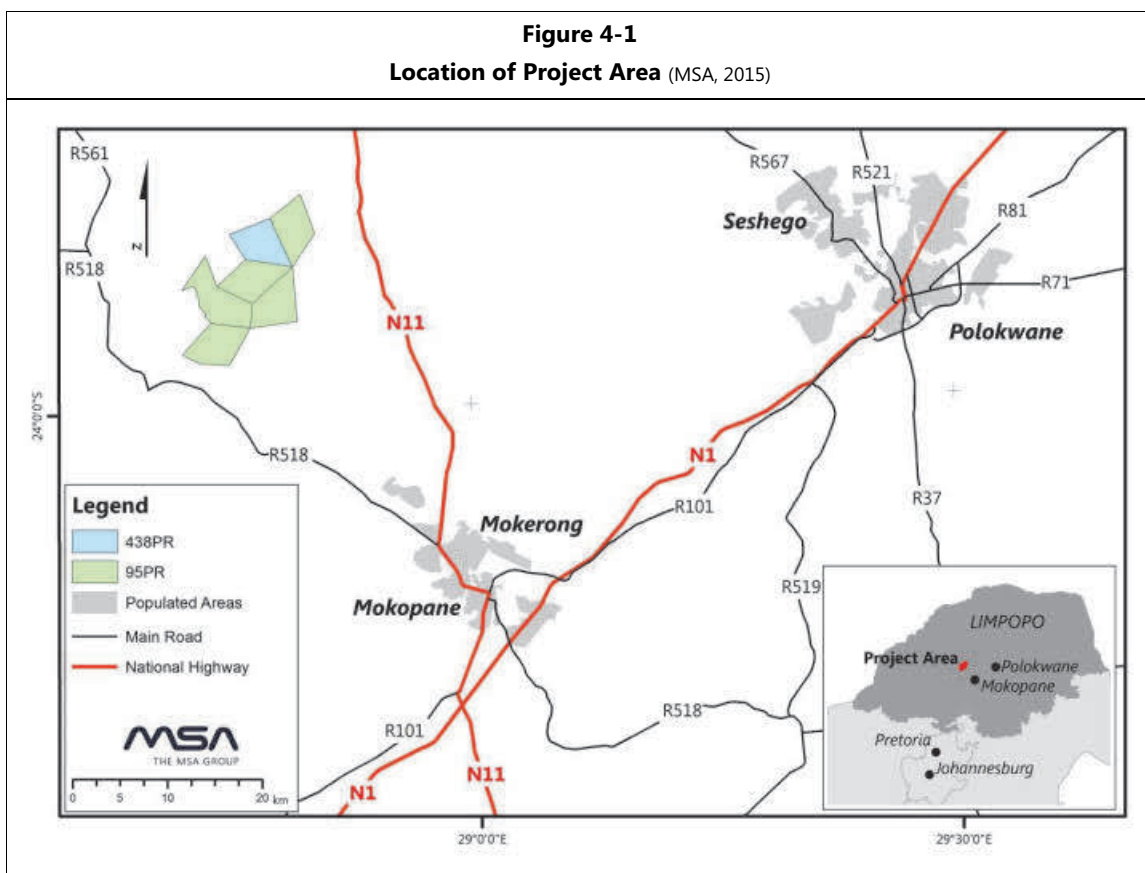 Figure 4-1
Location of Project Area (MSA, 2015)
R561
R567
R521
Seshego
R81
N
R518
R71
N11
Polokwane
24°0'0"S
R518
N1
R37
R101
Legend
438PR
95PR
Populated Areas
Main Road
National Highway
Mokerong
Mokopane
R519
LIMPOPO
Project Area
Polokwane
Mokopane
Pretoria
Johannesburg
R518
R101
MSA
THE MSA GROUP
0 5 10 20 km
N1
N11
29°0'0"E
29°30'0"E